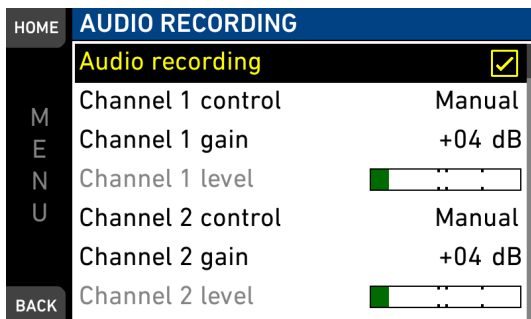 HOME
AUDIO RECORDING
Audio recording
Channel 1 control Manual
Channel 1 gain +04 dB
Channel 1 level
Channel 2 control Manual
Channel 2 gain +04 dB
Channel 2 level
MENU
BACK